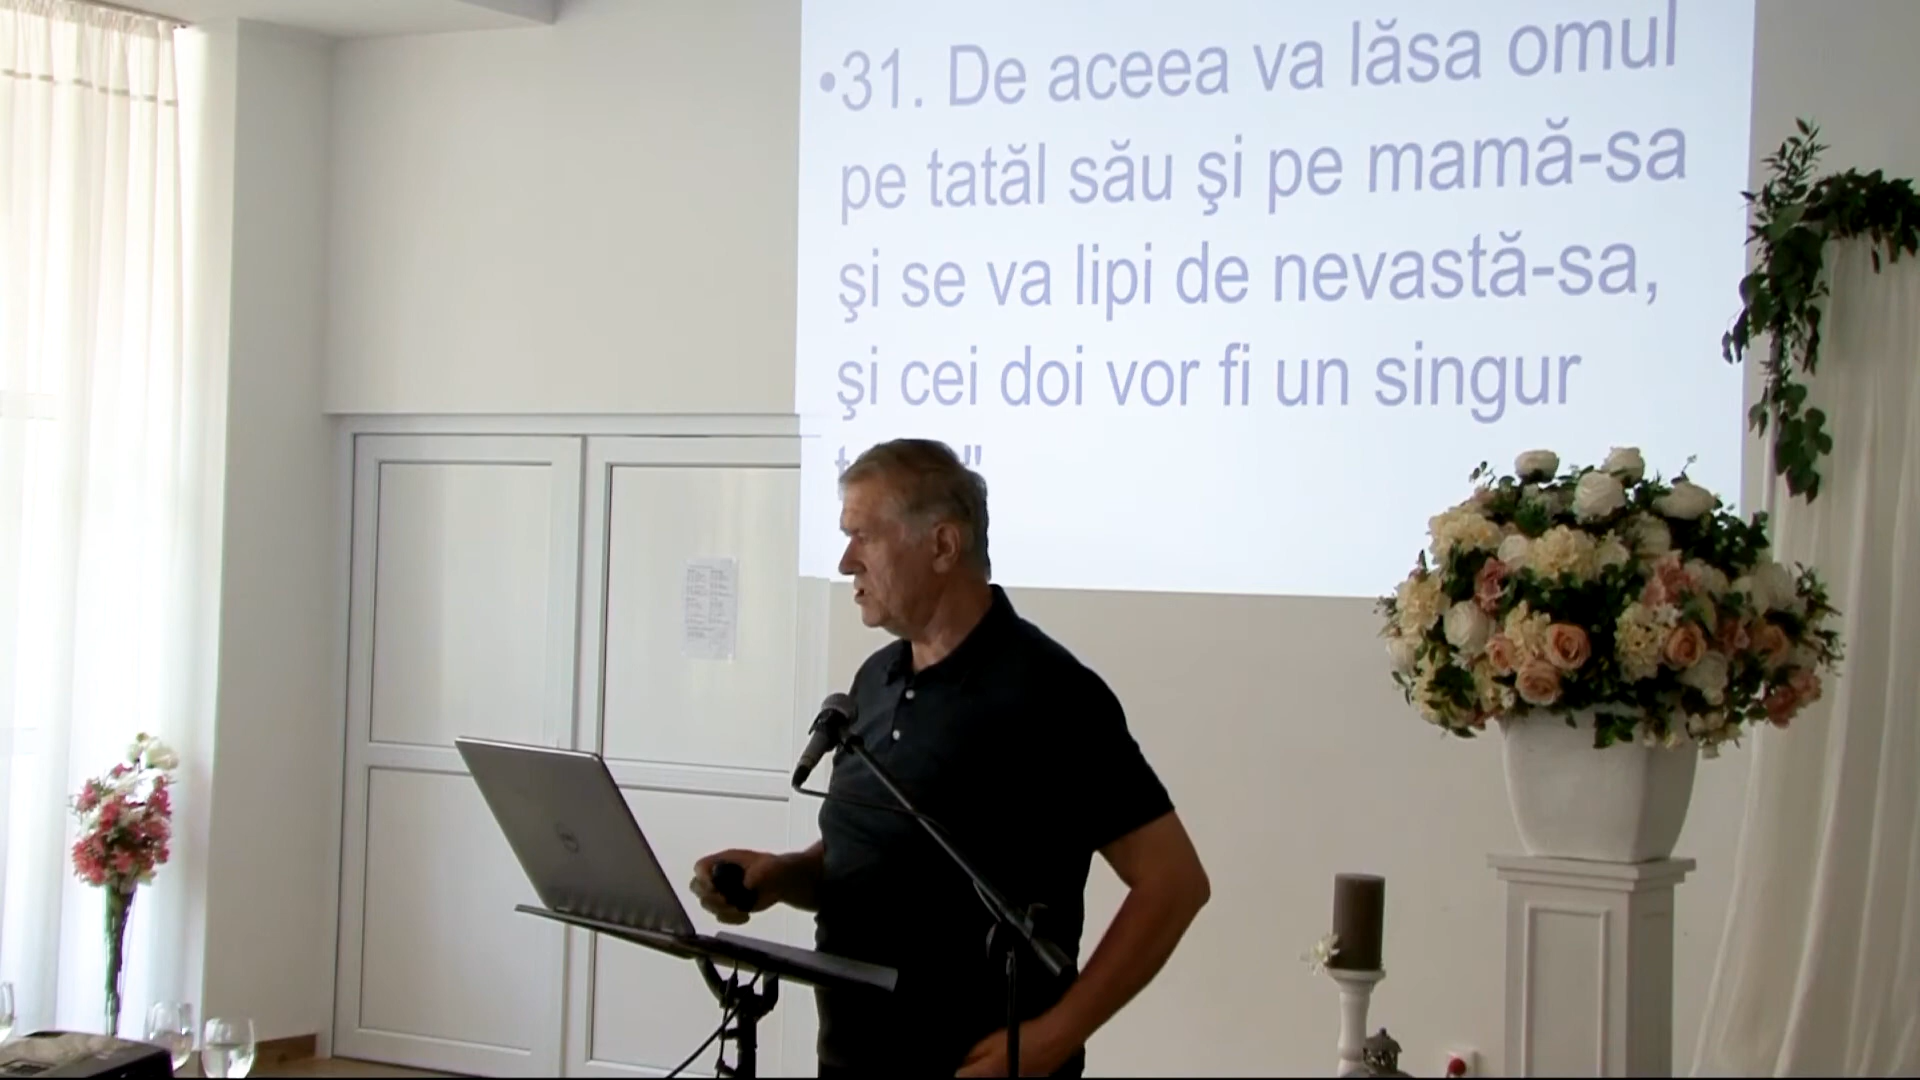 •31. De aceea va lăsa omul
pe tatăl său şi pe mamă-sa
şi se va lipi de nevastă-sa,
şi cei doi vor fi un singur